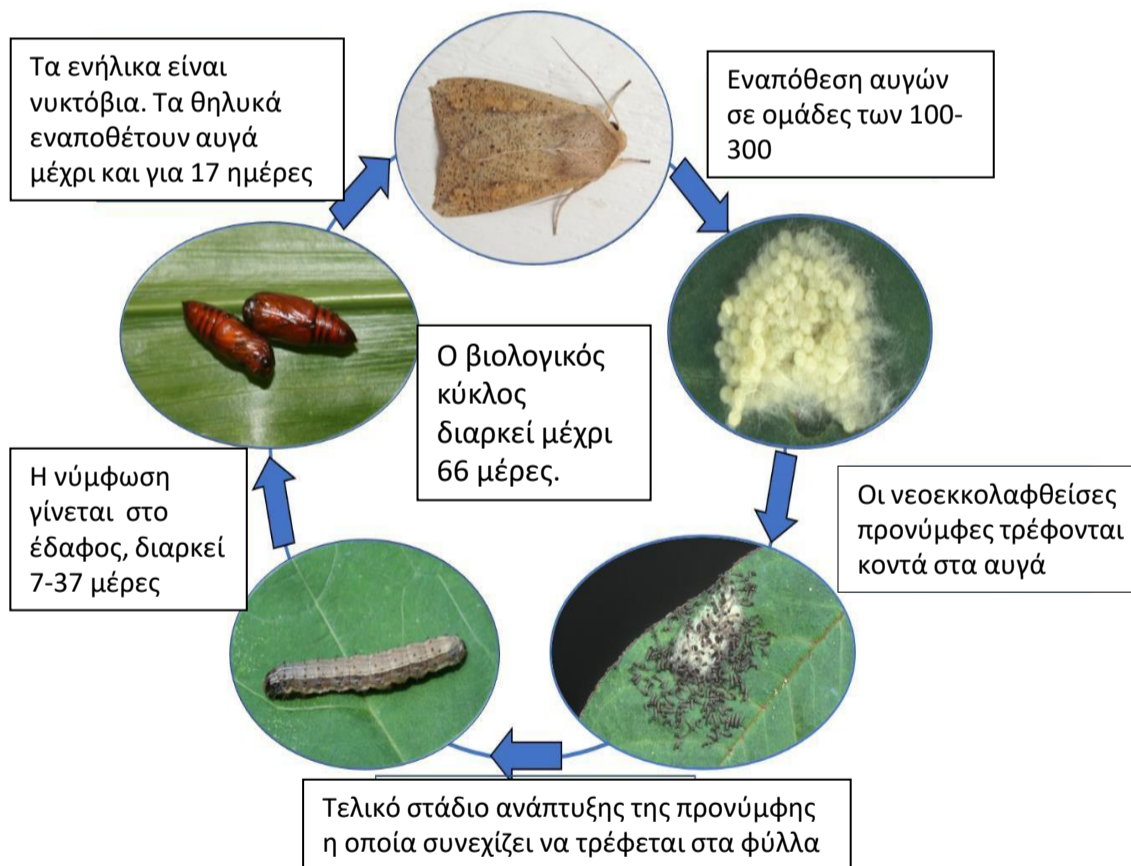 Τα ενήλικα είναι
νυκτόβια. Τα θηλυκά
εναποθέτουν αυγά
μέχρι και για 17 ημέρες
Εναπόθεση αυγών
σε ομάδες των 100-
300
Ο βιολογικός
κύκλος
διαρκεί μέχρι
66 μέρες.
Οι νεοεκκολαφθείσες
προνύμφες τρέφονται
κοντά στα αυγά
Η νύμφωση
γίνεται στο
έδαφος, διαρκεί
7-37 μέρες
Τελικό στάδιο ανάπτυξης της προνύμφης
η οποία συνεχίζει να τρέφεται στα φύλλα